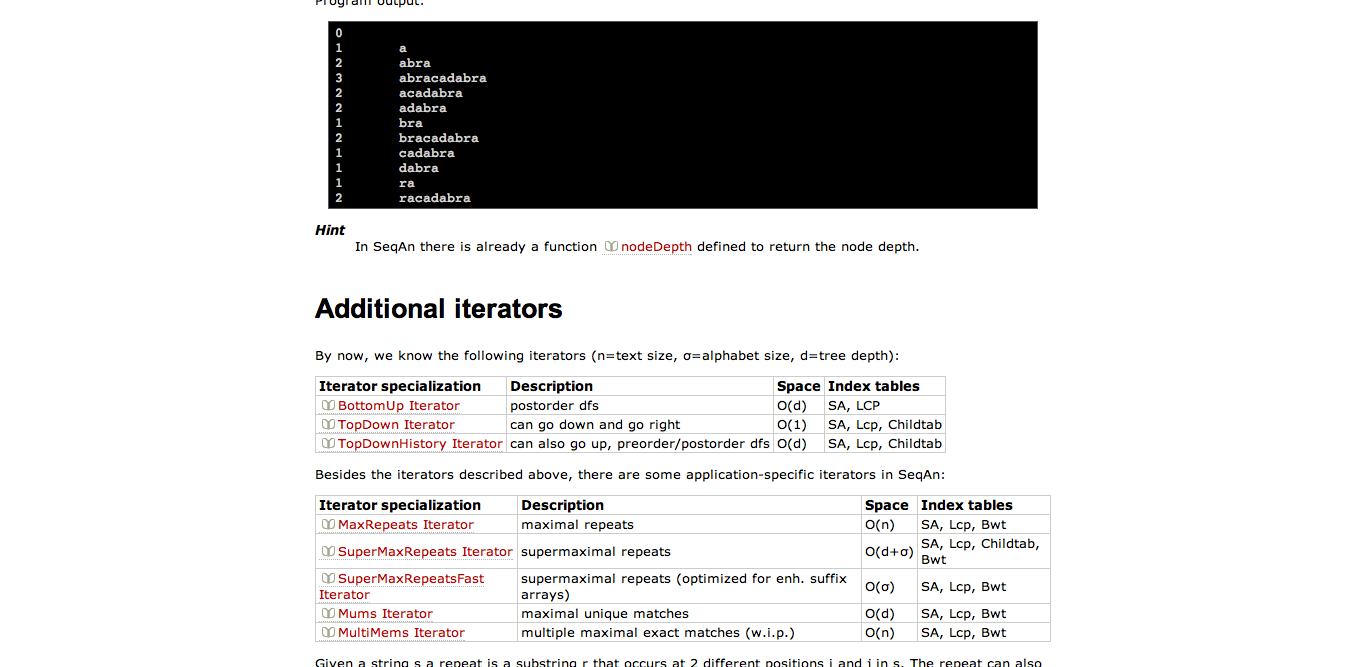 Program output:
0
1 a
2 abra
3 abracadabra
2 acadabra
2 adabra
1 bra
2 bracadabra
1 cadabra
1 dabra
1 ra
2 racadabra
Hint
In SeqAn there is already a function nodeDepth defined to return the node depth.
Additional iterators
By now, we know the following iterators (n=text size, σ=alphabet size, d=tree depth):
Iterator specialization Description Space Index tables
BottomUp Iterator postorder dfs O(d) SA, LCP
TopDown Iterator can go down and go right O(1) SA, Lcp, Childtab
TopDownHistory Iterator can also go up, preorder/postorder dfs O(d) SA, Lcp, Childtab
Besides the iterators described above, there are some application-specific iterators in SeqAn:
Iterator specialization Description Space Index tables
MaxRepeats Iterator maximal repeats O(n) SA, Lcp, Bwt
SuperMaxRepeats Iterator supermaximal repeats O(d+σ) SA, Lcp, Childtab,
Bwt
SuperMaxRepeatsFast supermaximal repeats (optimized for enh. suffix
Iterator arrays) O(σ) SA, Lcp, Bwt
Mums Iterator maximal unique matches O(d) SA, Lcp, Bwt
MultiMems Iterator multiple maximal exact matches (w.i.p.) O(n) SA, Lcp, Bwt
Given a string s a repeat is a substring r that occurs at 2 different positions i and j in s. The repeat can also